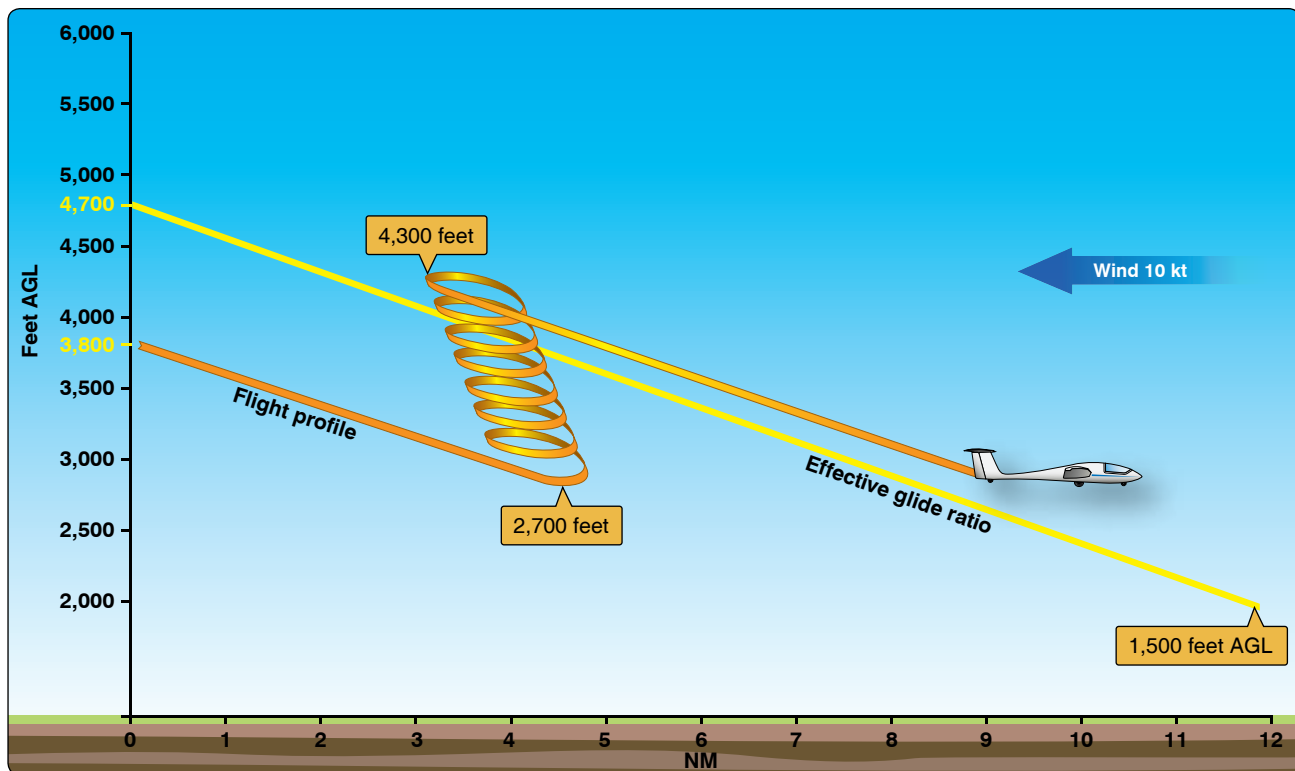 6,000
5,500
5,000
4,700
4,500
4,000
3,800
3,500
3,000
2,500
2,000
Feet AGL
4,300 feet
Wind 10 kt
Flight profile
2,700 feet
Effective glide ratio
1,500 feet AGL
0 1 2 3 4 5 6 7 8 9 10 11 12
NM